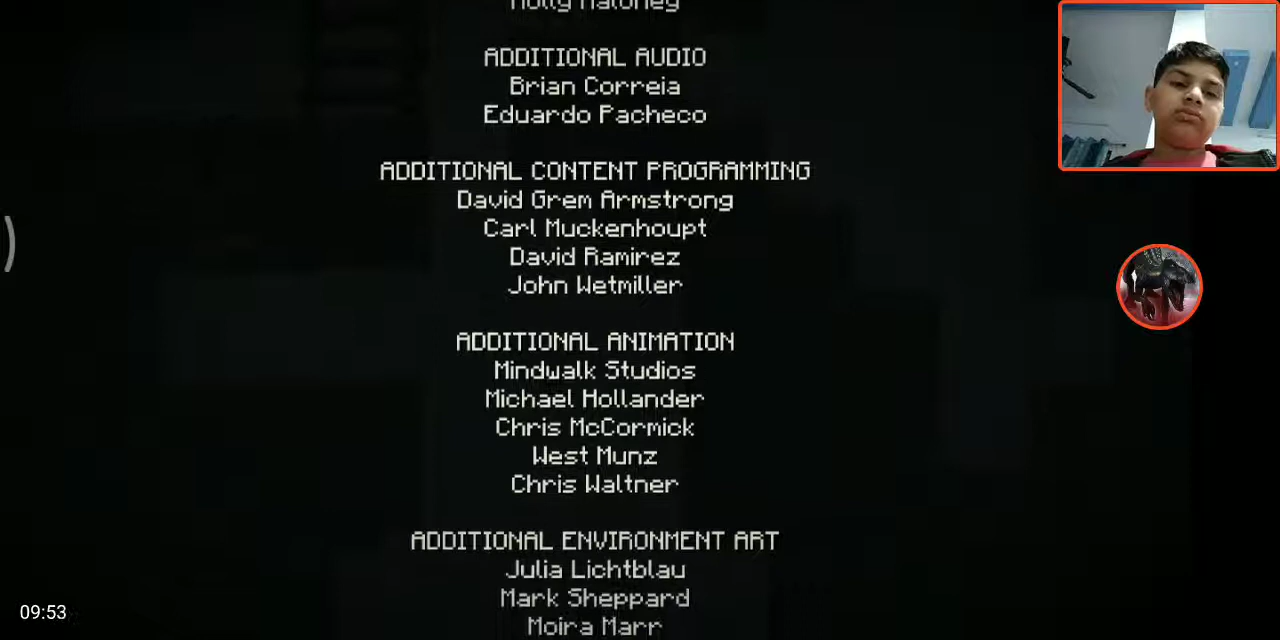 Holly Maloney
ADDITIONAL AUDIO
Brian Correia
Eduardo Pacheco
ADDITIONAL CONTENT PROGRAMMING
David Grem Armstrong
Carl Muckenhoupt
David Ramirez
John Wetmiller
ADDITIONAL ANIMATION
Mindwalk Studios
Michael Hollander
Chris McCormick
West Munz
Chris Waltner
ADDITIONAL ENVIRONMENT ART
Julia Lichtblau
Mark Sheppard
Moira Marr
09:53